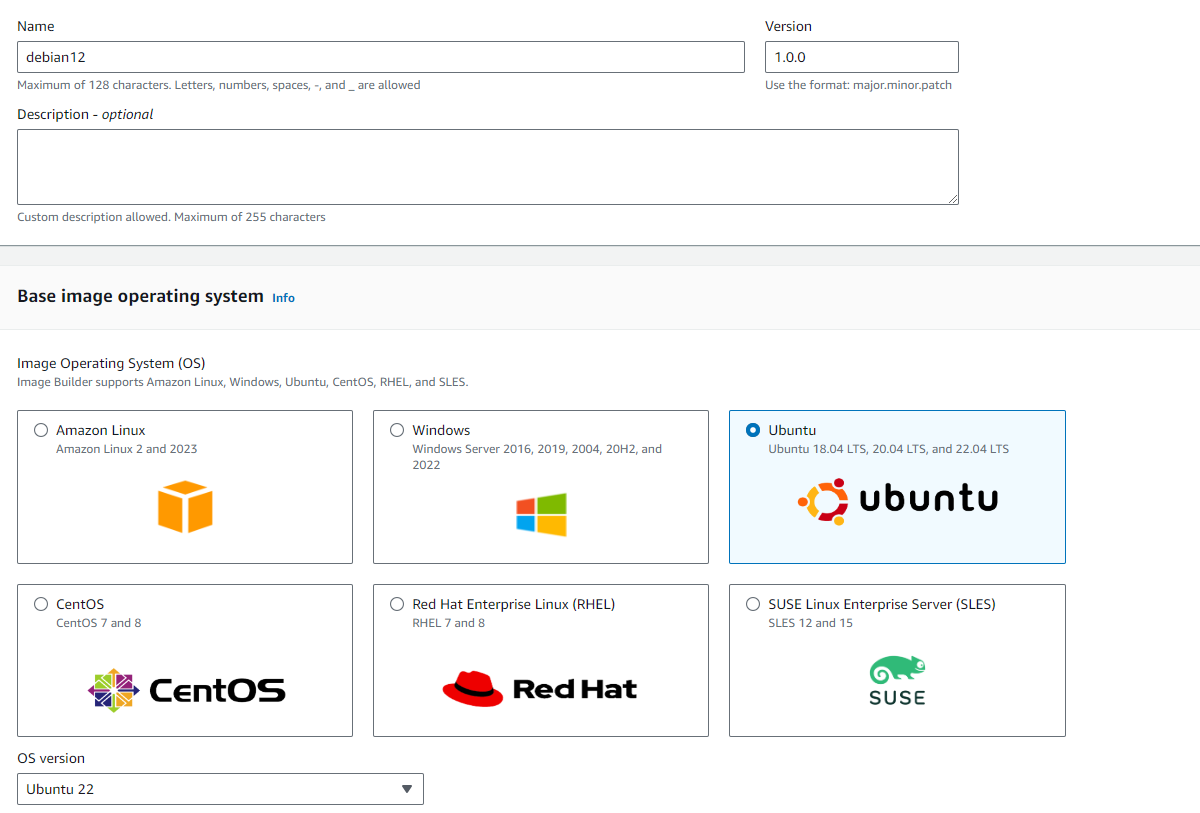 Name
Version
debian12
1.0.0
Maximum of 128 characters. Letters, numbers, spaces, -, and _ are allowed
Use the format: major.minor.patch
Description - optional
Custom description allowed. Maximum of 255 characters
Base image operating system Info
Image Operating System (OS)
Image Builder supports Amazon Linux, Windows, Ubuntu, CentOS, RHEL, and SLES.
Amazon Linux
Amazon Linux 2 and 2023
Windows
Windows Server 2016, 2019, 2004, 20H2, and
2022
Ubuntu
Ubuntu 18.04 LTS, 20.04 LTS, and 22.04 LTS
ubuntu
CentOS
CentOS 7 and 8
CentOS
Red Hat Enterprise Linux (RHEL)
RHEL 7 and 8
Red Hat
SUSE Linux Enterprise Server (SLES)
SLES 12 and 15
SUSE
OS version
Ubuntu 22